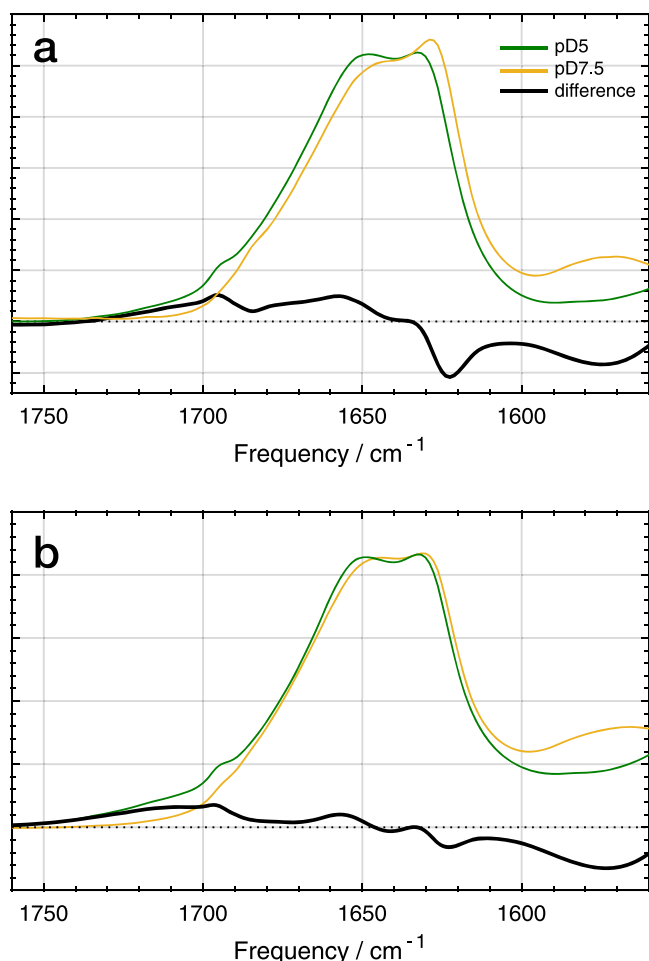 a
pD5
pD7.5
difference
1750 1700 1650 1600
Frequency / cm⁻¹
b
1750 1700 1650 1600
Frequency / cm⁻¹